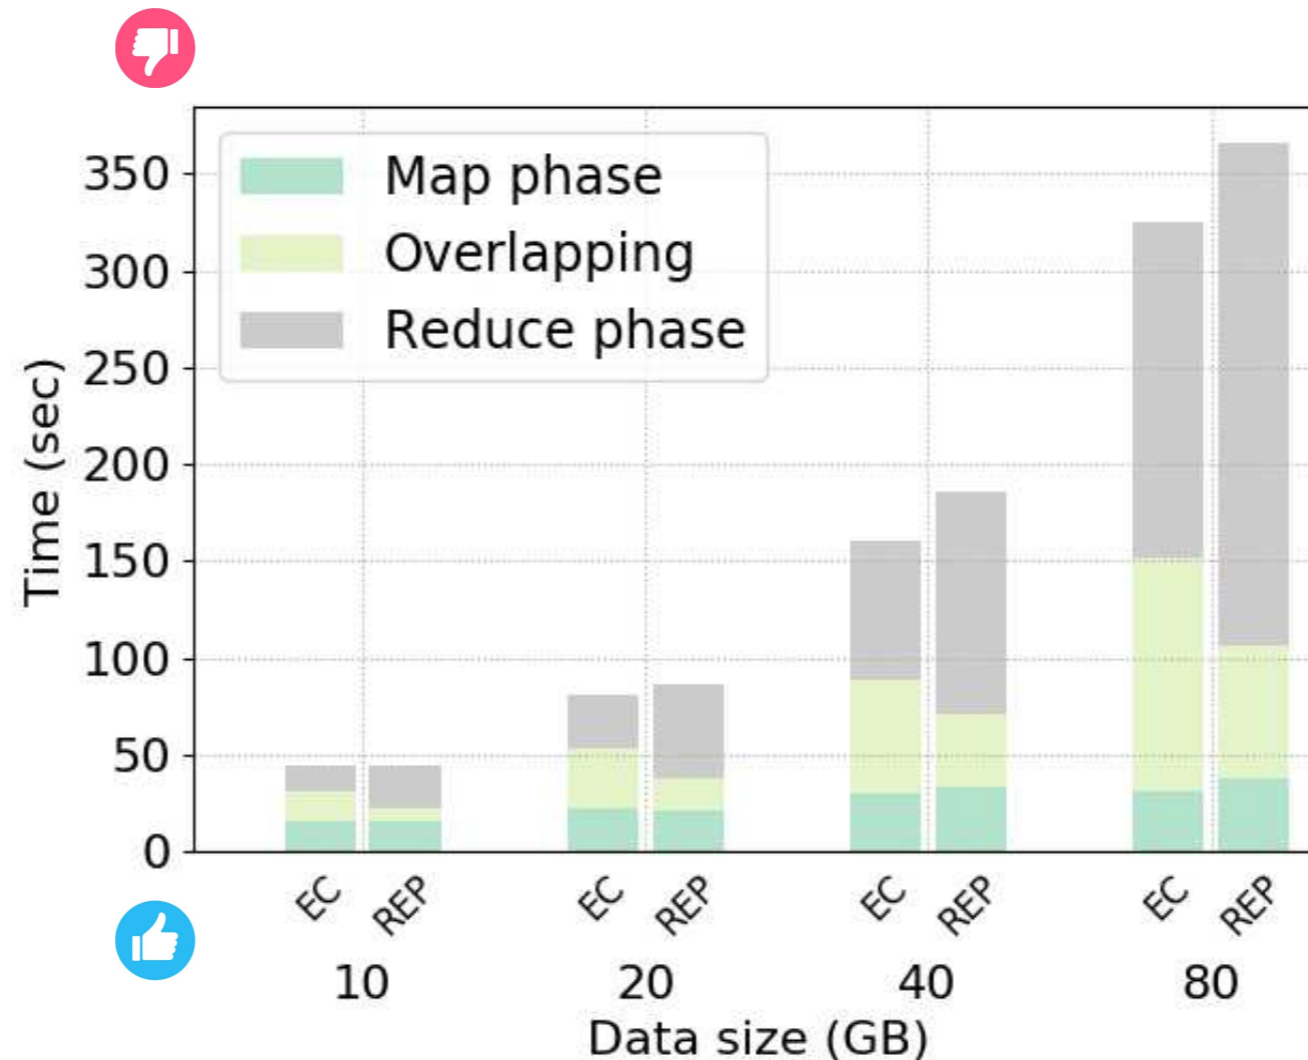 Map phase
Overlapping
Reduce phase
Time (sec)
350
300
250
200
150
100
50
0
EC REP EC REP EC REP EC REP
10 20 40 80
Data size (GB)